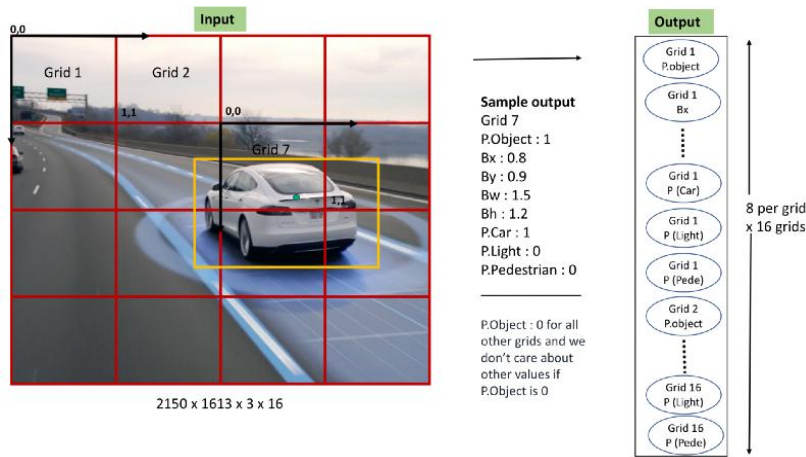 Input
0,0
Grid 1
Grid 2
1,1
0,0
Grid 7
1,1
2150 x 1613 x 3 x 16
Sample output
Grid 7
P.Object : 1
Bx : 0.8
By : 0.9
Bw : 1.5
Bh : 1.2
P.Car : 1
P.Light : 0
P.Pedestrian : 0
P.Object : 0 for all
other grids and we
don't care about
other values if
P.Object is 0
Output
Grid 1
P.object
Grid 1
Bx
Grid 1
P (Car)
Grid 1
P (Light)
Grid 1
P (Pede)
Grid 2
P.object
Grid 16
P (Light)
Grid 16
P (Pede)
8 per grid
x 16 grids